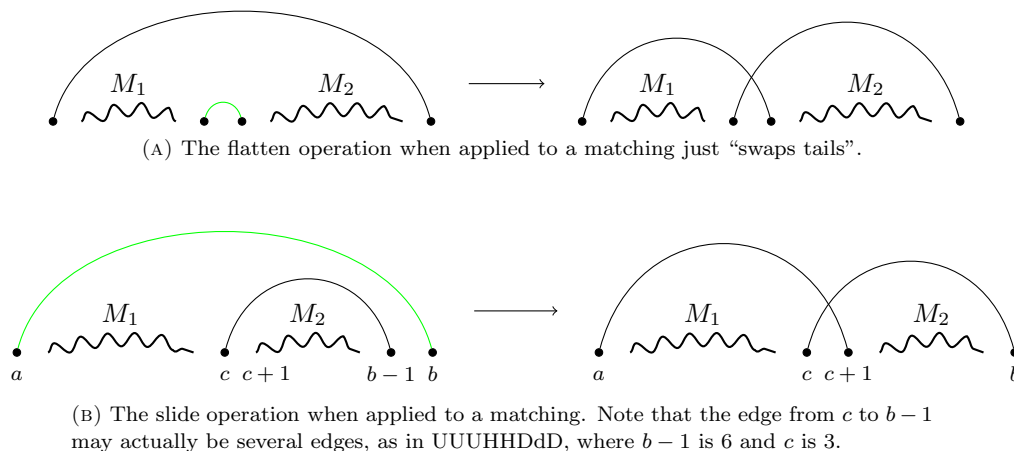 M₁ M₂ M₁ M₂
(A) The flatten operation when applied to a matching just “swaps tails”.
M₁ M₂ M₁ M₂
a c c + 1 b − 1 b a c c + 1 b
(B) The slide operation when applied to a matching. Note that the edge from c to b − 1
may actually be several edges, as in UUUHHDdD, where b − 1 is 6 and c is 3.